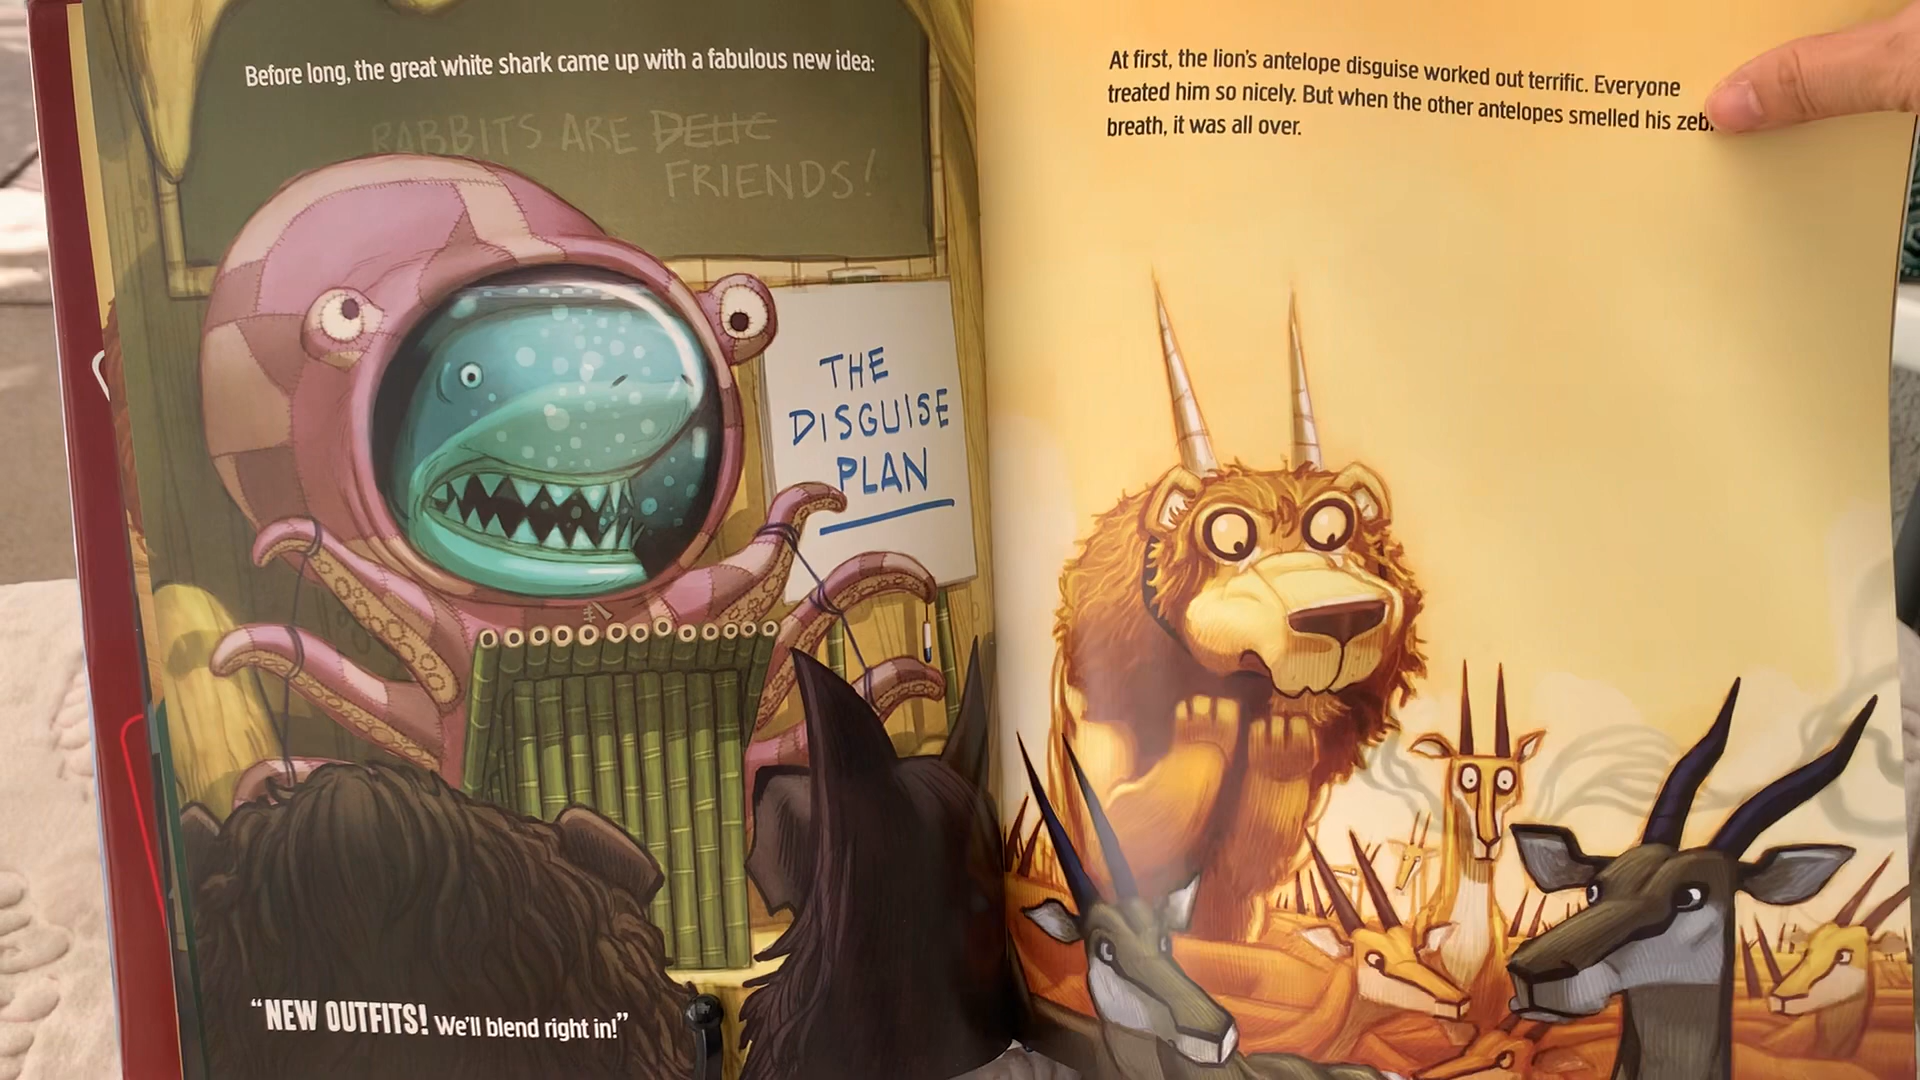 Before long, the great white shark came up with a fabulous new idea:
RABBITS ARE DELIC
FRIENDS!
THE
DISGUISE
PLAN
"NEW OUTFITS! We'll blend right in!"
At first, the lion's antelope disguise worked out terrific. Everyone
treated him so nicely. But when the other antelopes smelled his
breath, it was all over.